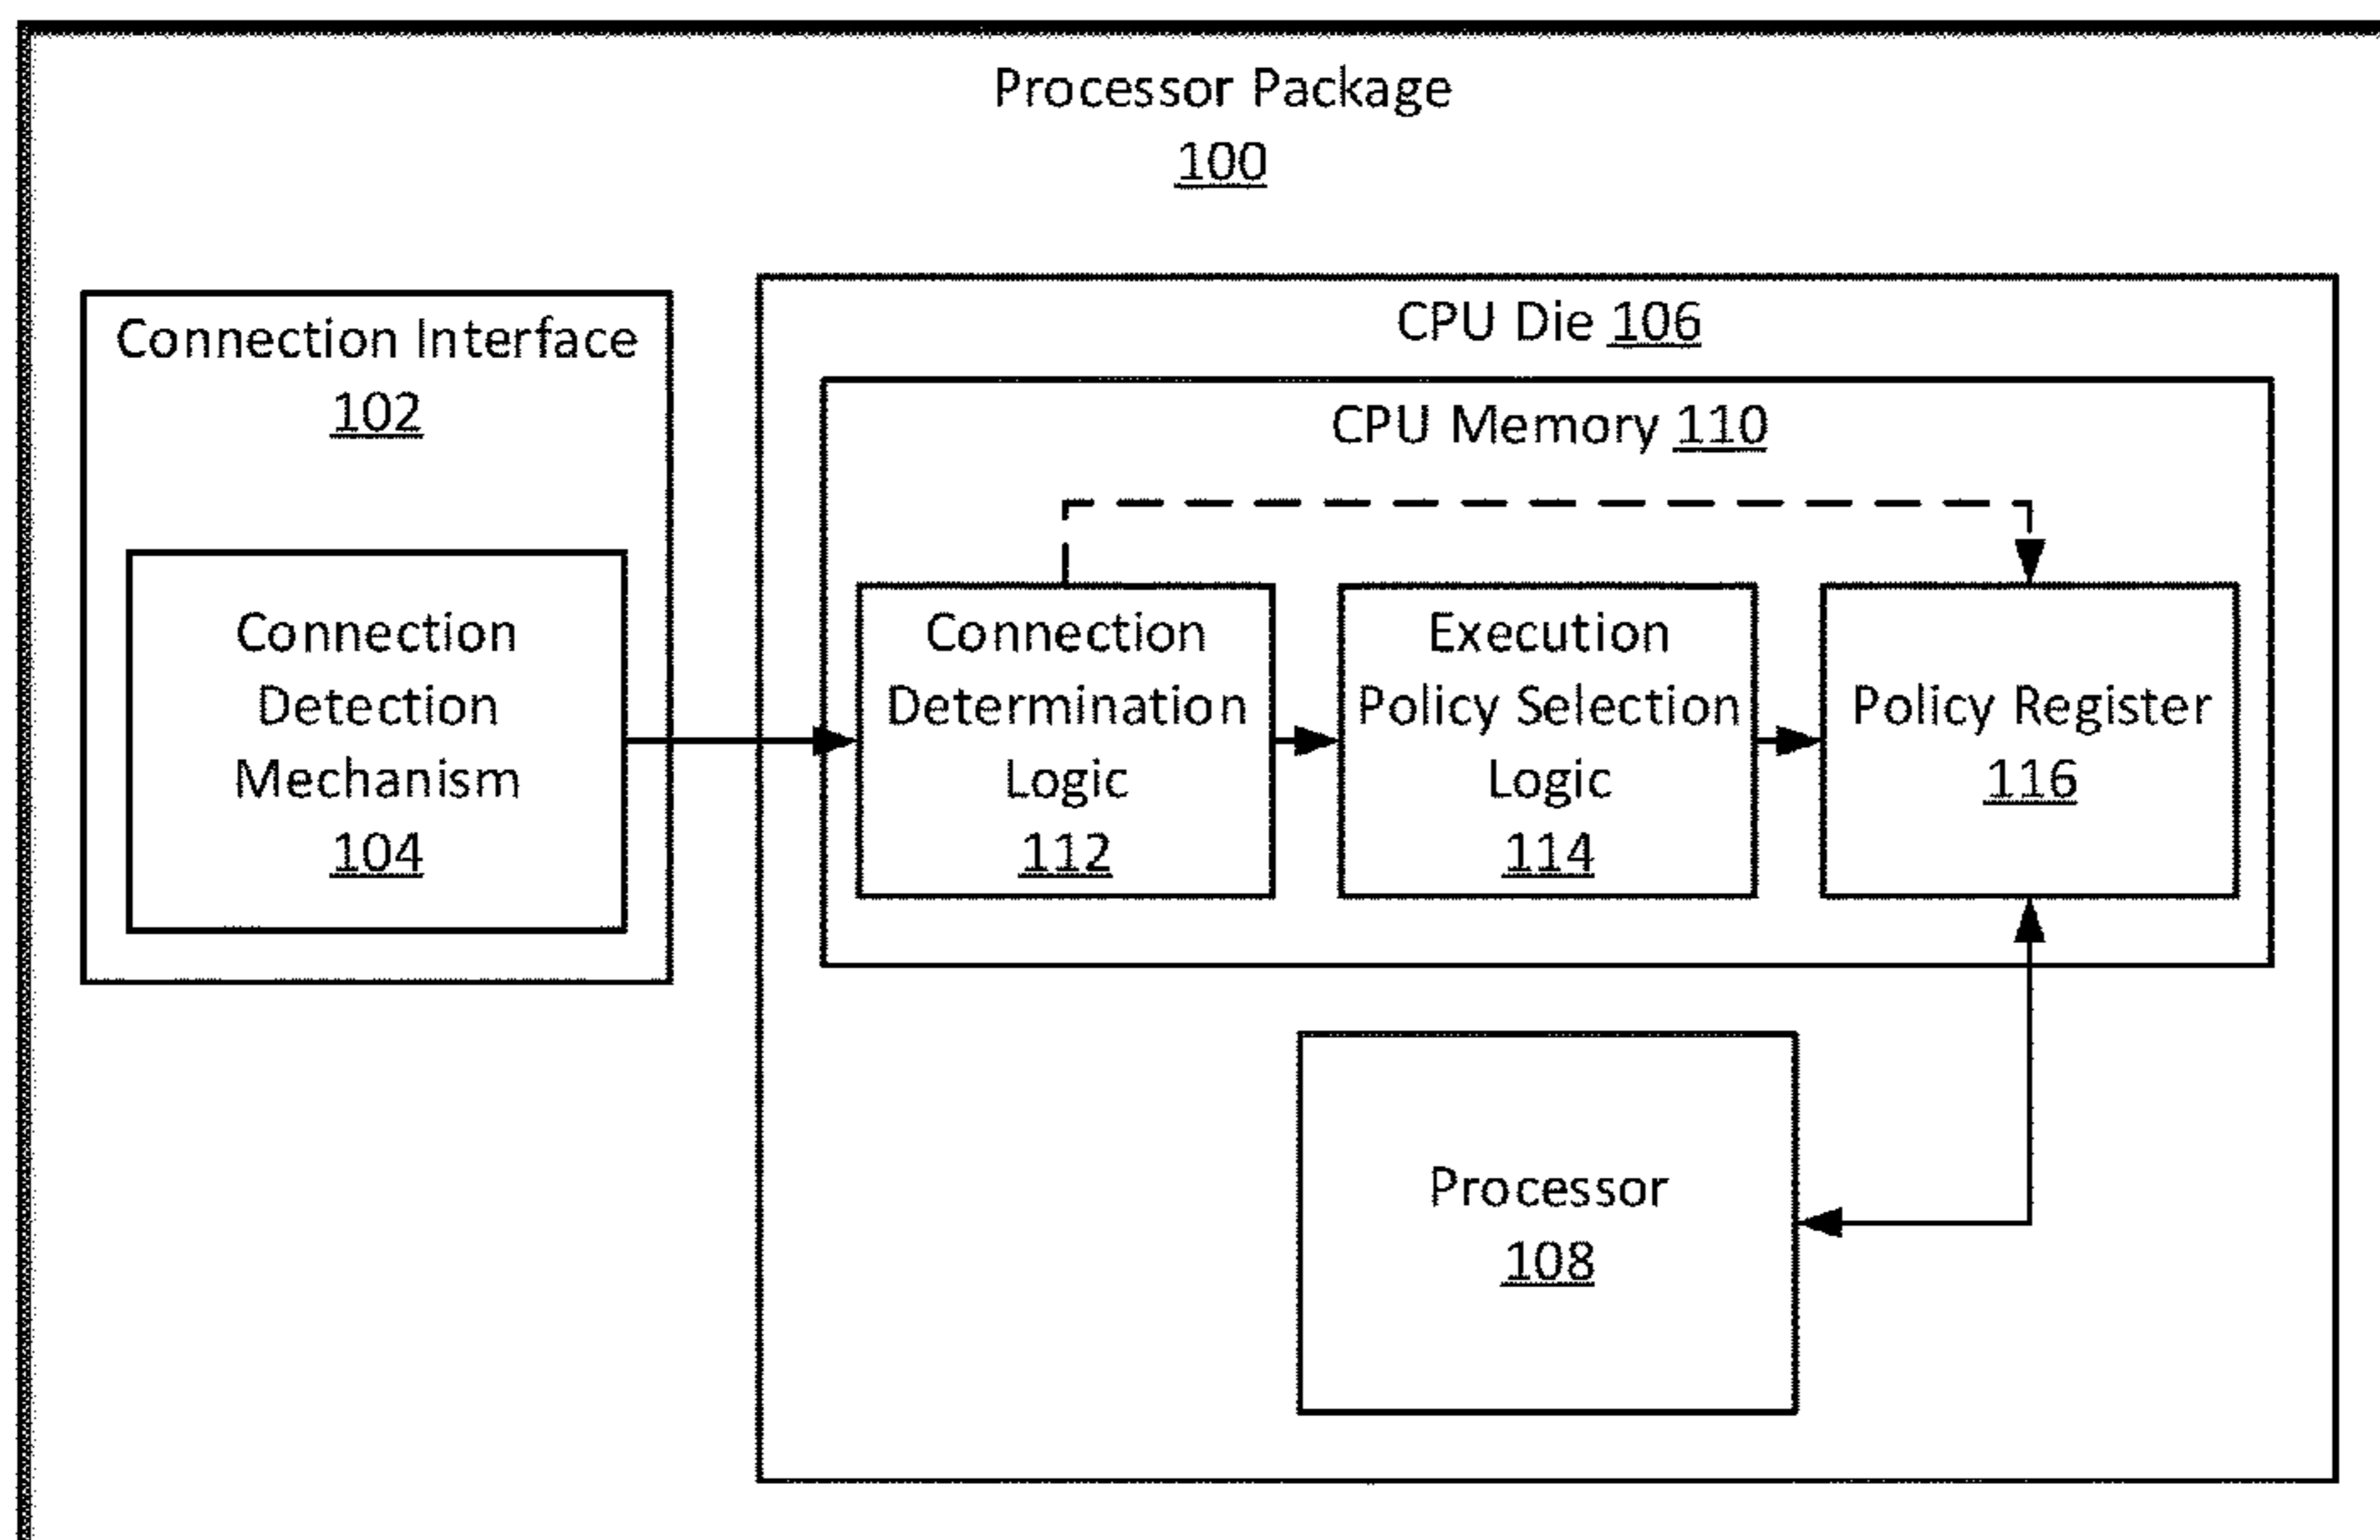 Processor Package
100
Connection Interface
102
Connection
Detection
Mechanism
104
CPU Die 106
CPU Memory 110
Connection
Determination
Logic
112
Execution
Policy Selection
Logic
114
Policy Register
116
Processor
108